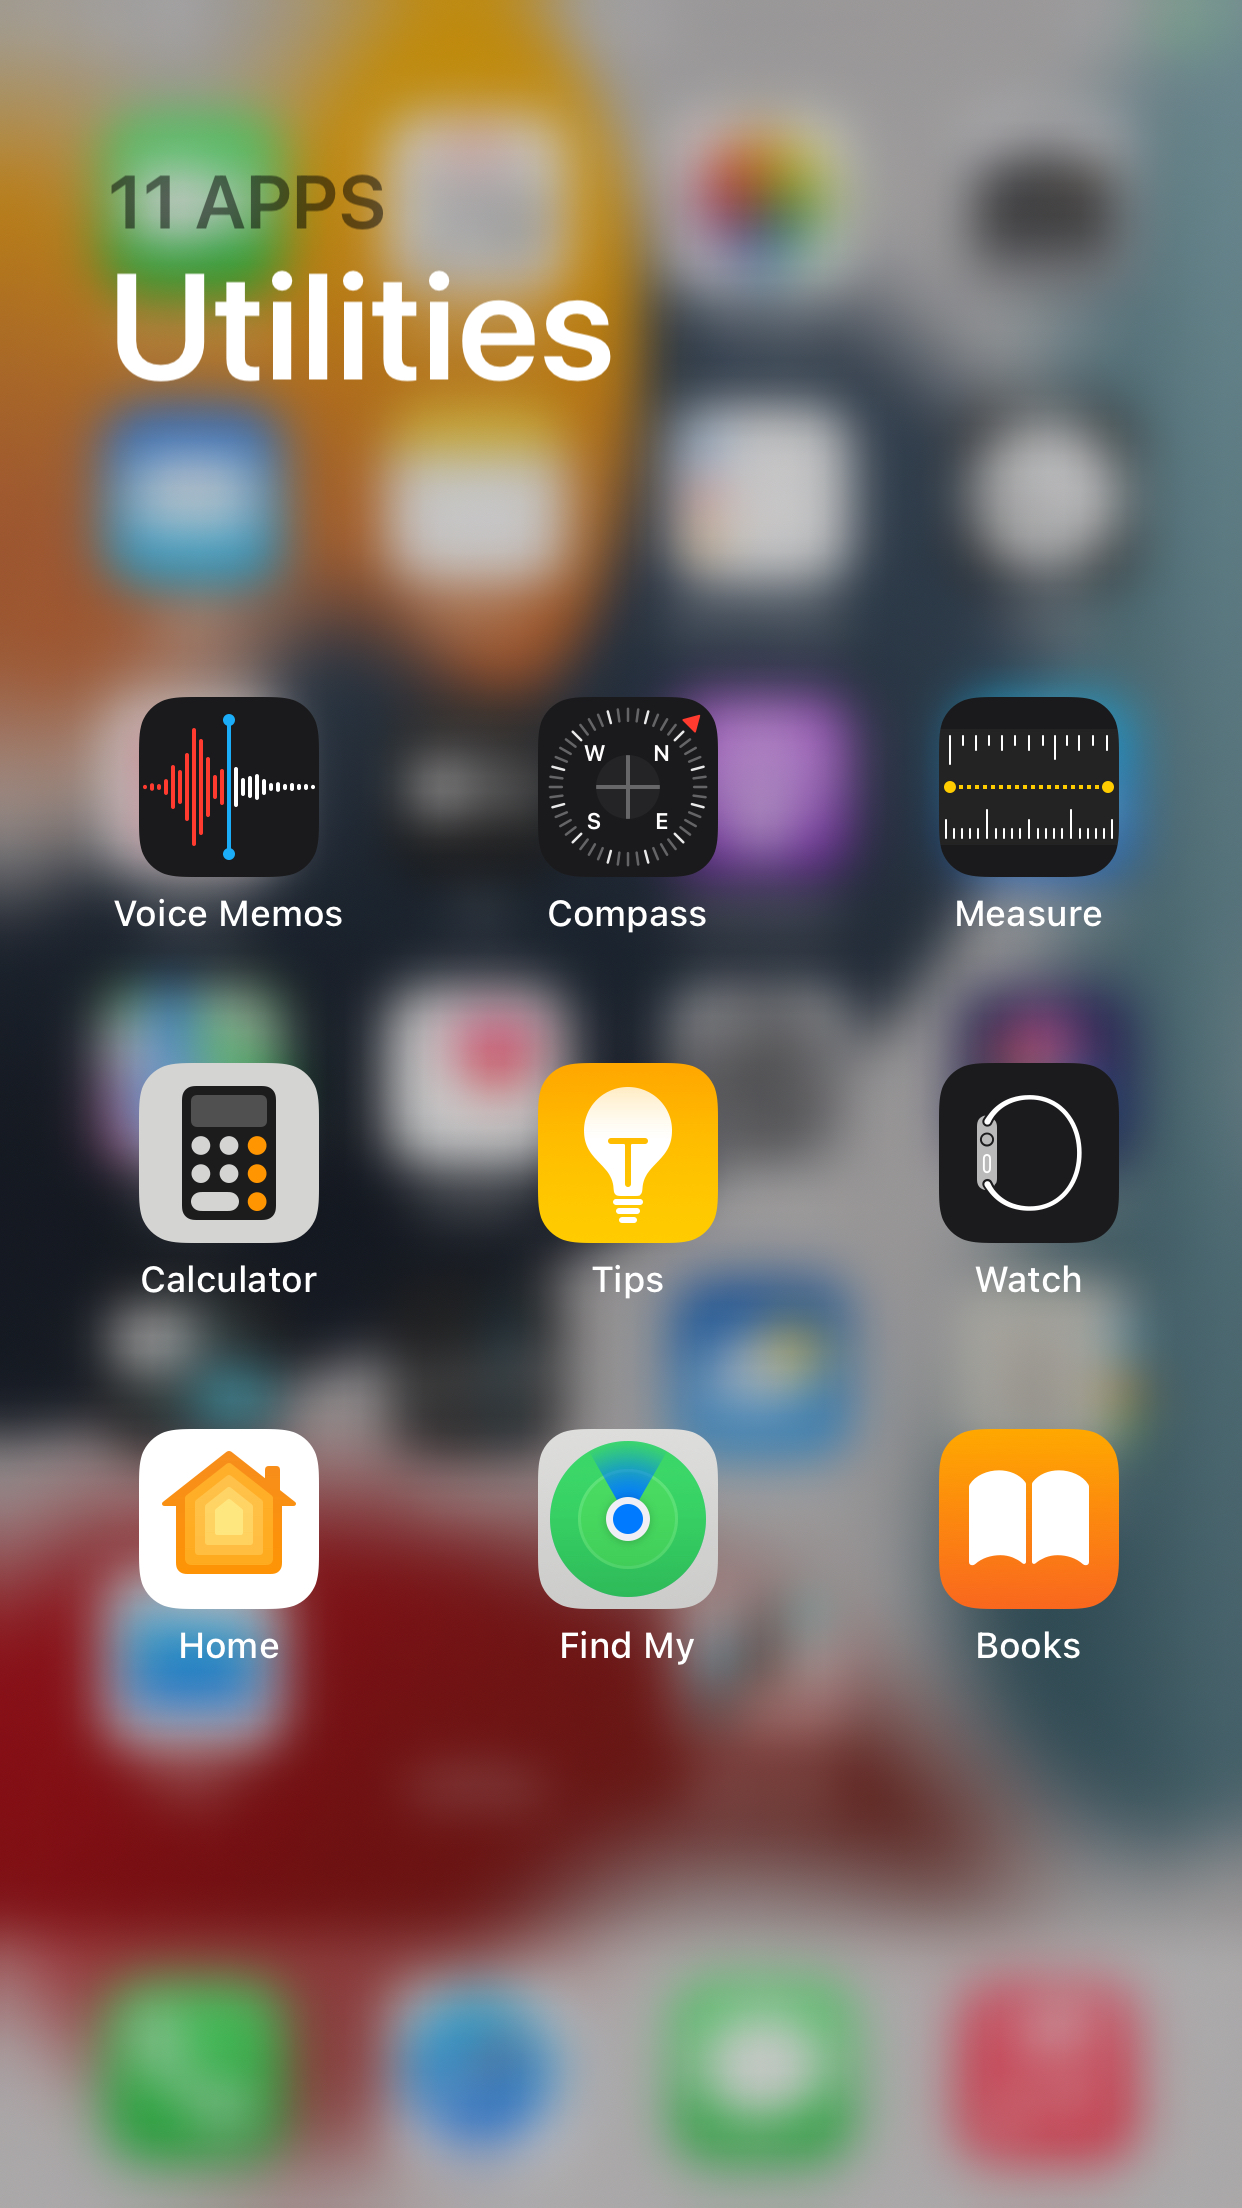 11 APPS
Utilities
W N
S E
Voice Memos Compass Measure
Calculator Tips Watch
Home Find My Books